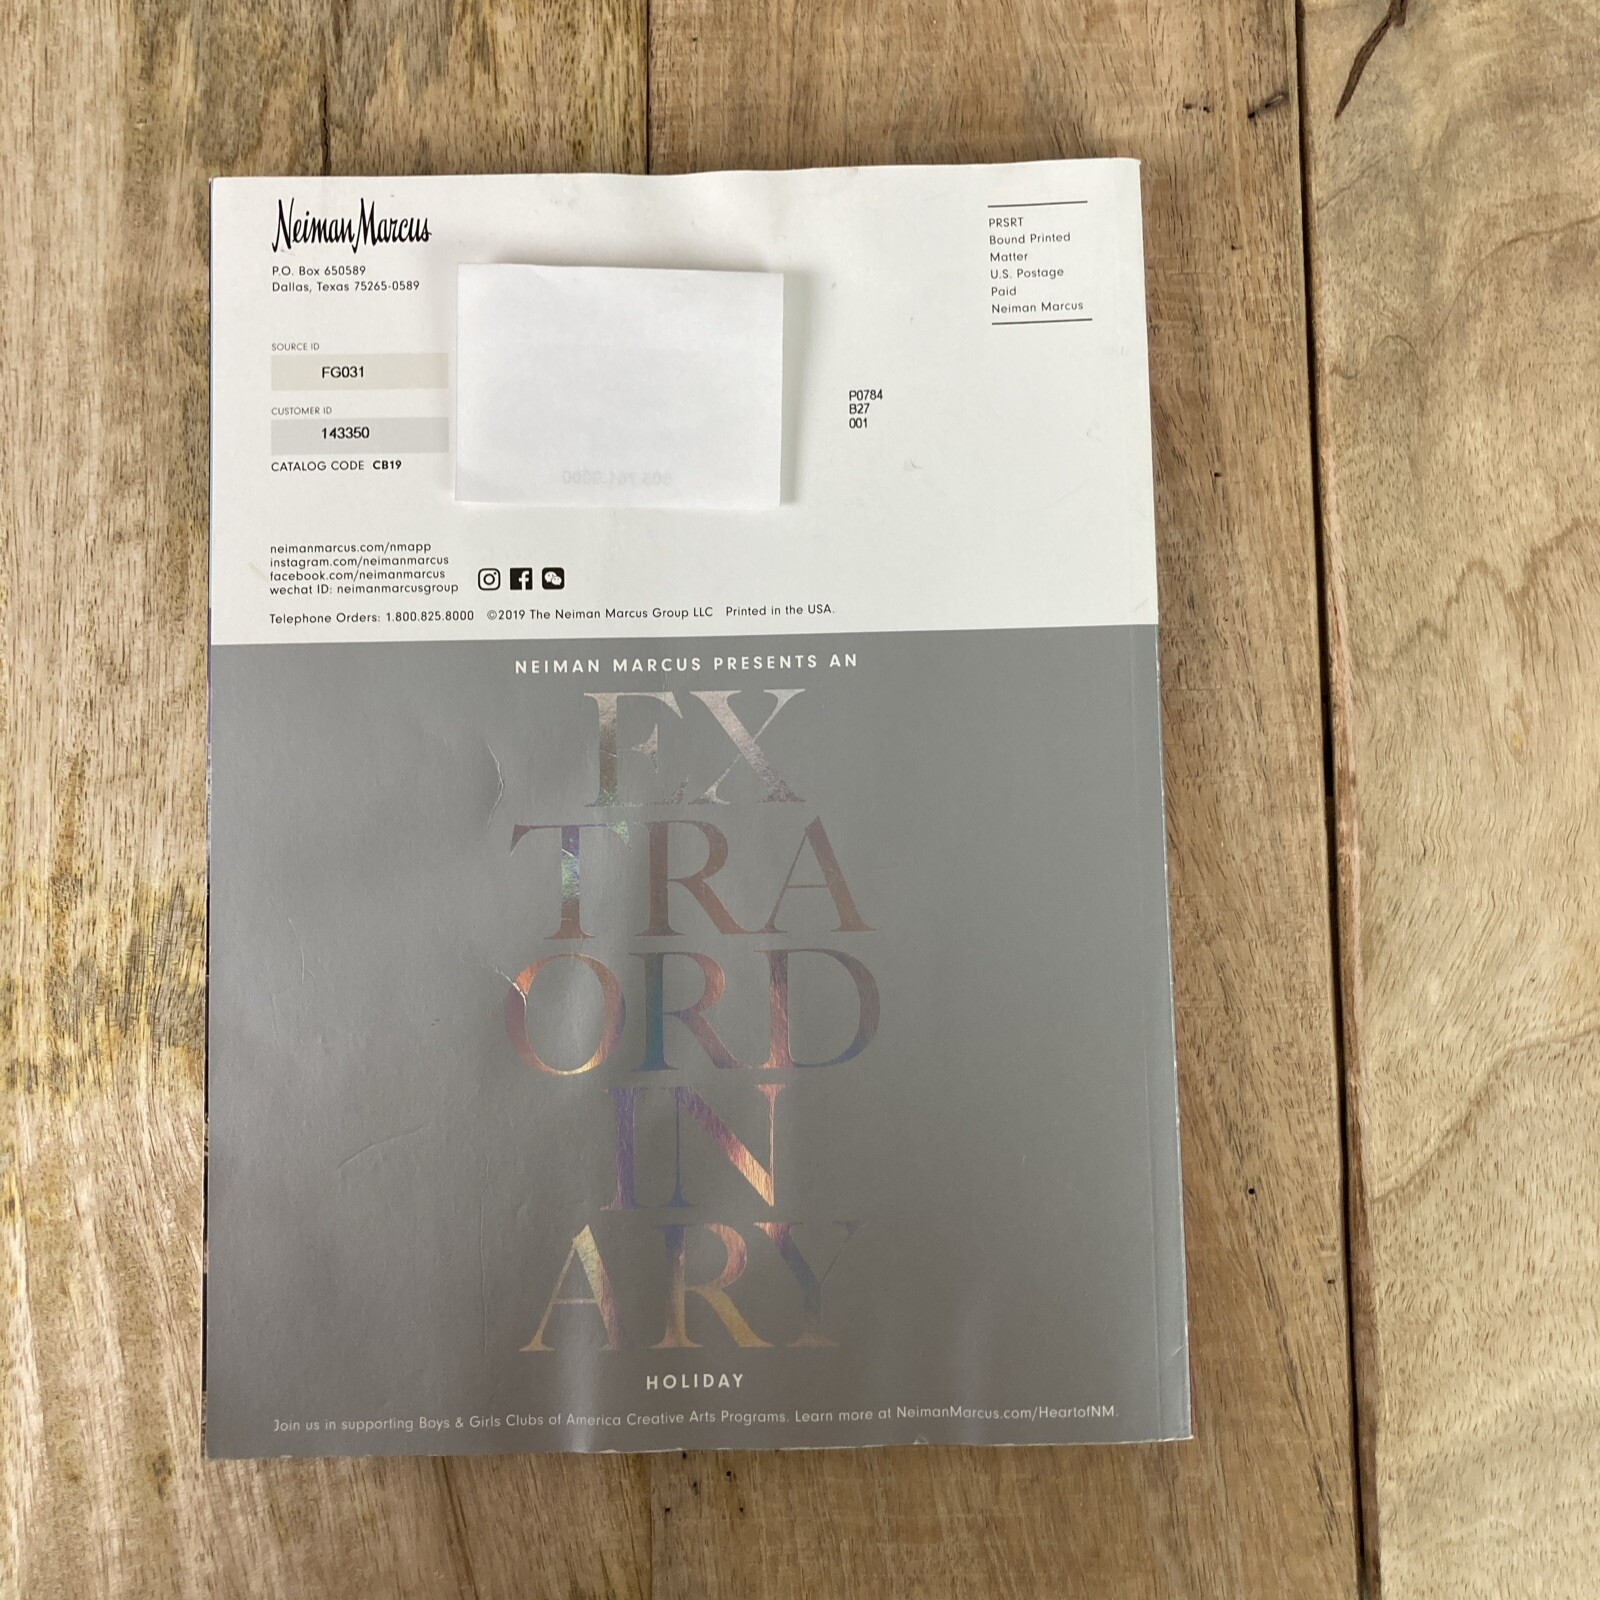 Neiman Marcus
P.O. Box 650589
Dallas, Texas 75265-0589
PRSRT
Bound Printed
Matter
U.S. Postage
Paid
Neiman Marcus
SOURCE ID
FG031
CUSTOMER ID
143350
CATALOG CODE CB19
P0784
B27
001
neimanmarcus.com/nmapp
instagram.com/neimanmarcus
facebook.com/neimanmarcus
wechat ID: neimanmarcusgroup
Telephone Orders: 1.800.825.8000 ©2019 The Neiman Marcus Group LLC Printed in the USA.
NEIMAN MARCUS PRESENTS AN
EX
TRA
ORD
IN
ARY
HOLIDAY
Join us in supporting Boys & Girls Clubs of America Creative Arts Programs. Learn more at NeimanMarcus.com/HeartofNM.